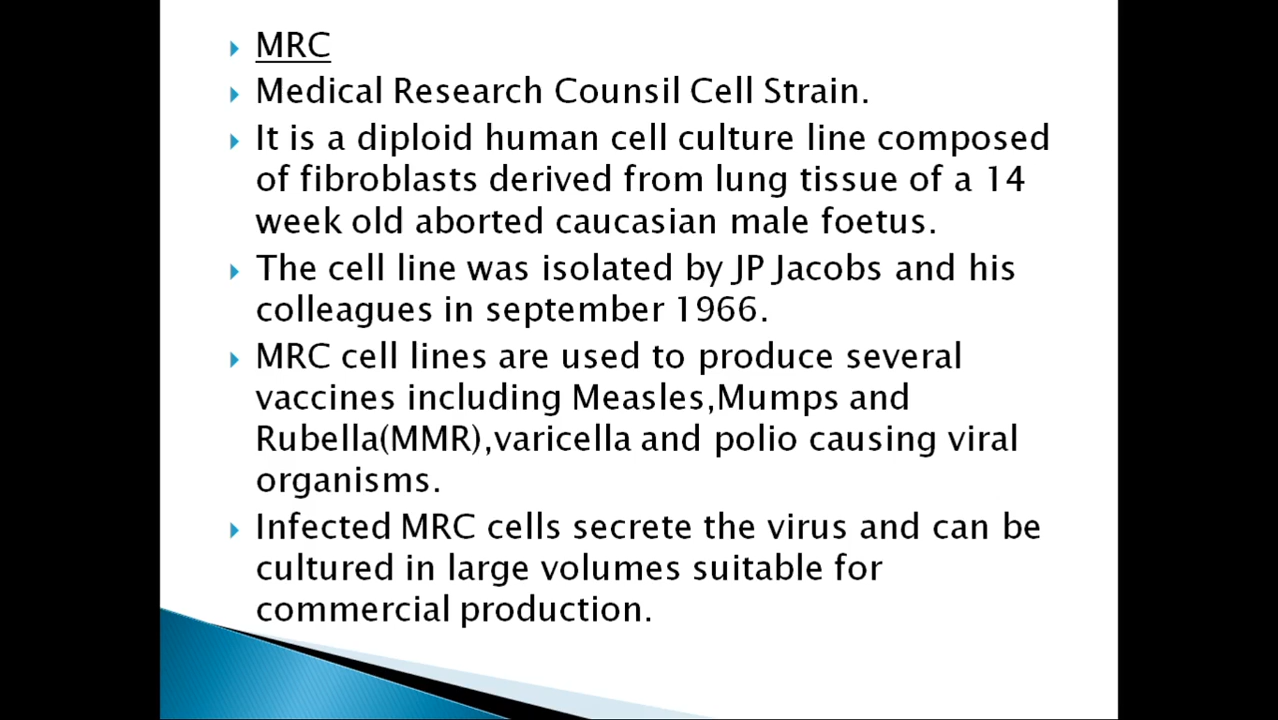 MRC
Medical Research Counsil Cell Strain.
It is a diploid human cell culture line composed
of fibroblasts derived from lung tissue of a 14
week old aborted caucasian male foetus.
The cell line was isolated by JP Jacobs and his
colleagues in september 1966.
MRC cell lines are used to produce several
vaccines including Measles,Mumps and
Rubella(MMR),varicella and polio causing viral
organisms.
Infected MRC cells secrete the virus and can be
cultured in large volumes suitable for
commercial production.